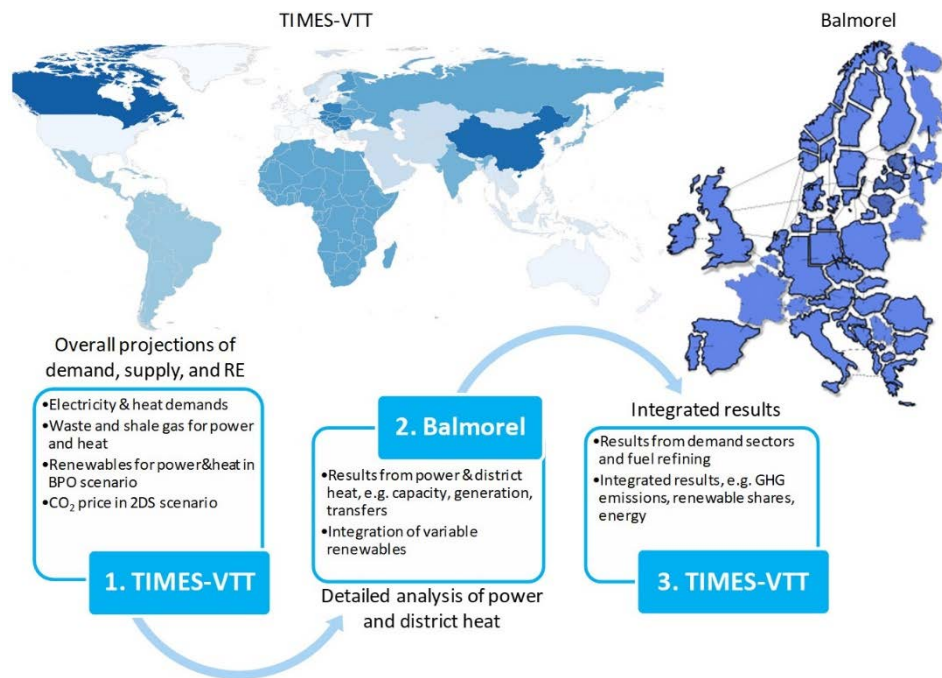 TIMES-VTT
Balmorel
Overall projections of
demand, supply, and RE
•Electricity & heat demands
•Waste and shale gas for power
and heat
•Renewables for power&heat in
BPO scenario
•CO₂ price in 2DS scenario
1. TIMES-VTT
2. Balmorel
•Results from power & district
heat, e.g. capacity, generation,
transfers
•Integration of variable
renewables
Detailed analysis of power
and district heat
Integrated results
•Results from demand sectors
and fuel refining
•Integrated results, e.g. GHG
emissions, renewable shares,
energy
3. TIMES-VTT